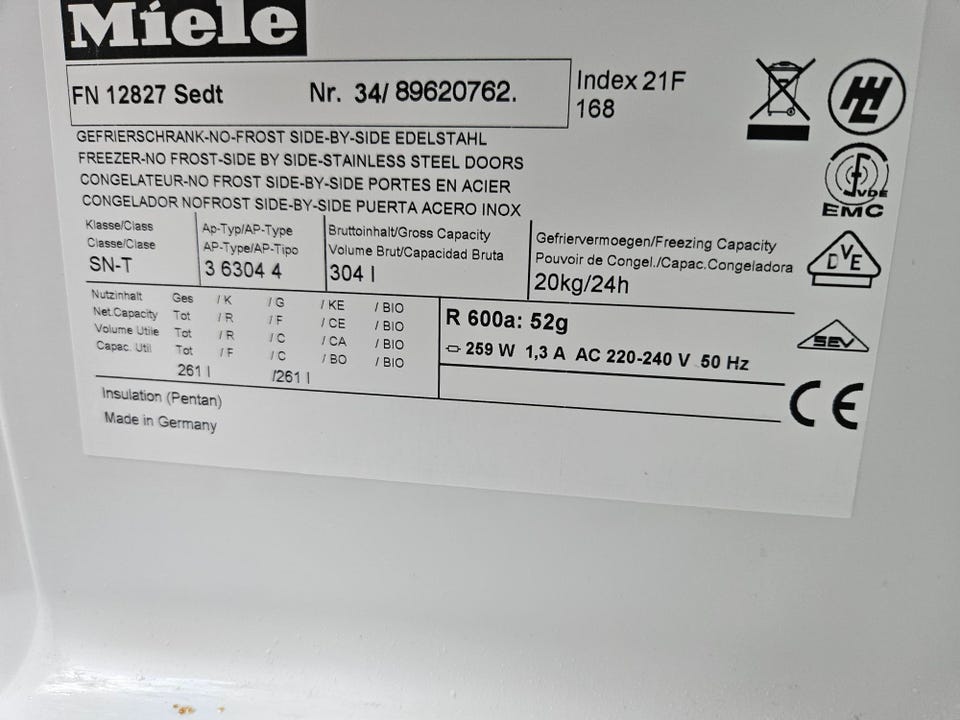 Miele
FN 12827 Sedt Nr. 34/ 89620762.
Index 21F
168
GEFRIERSCHRANK-NO-FROST SIDE-BY-SIDE EDELSTAHL
FREEZER-NO FROST-SIDE BY SIDE-STAINLESS STEEL DOORS
CONGELATEUR-NO FROST SIDE-BY-SIDE PORTES EN ACIER
CONGELADOR NOFROST SIDE-BY-SIDE PUERTA ACERO INOX
VDE
EMC
Klasse/Class
Classe/Clase
SN-T
Ap-Typ/AP-Type
AP-Type/AP-Tipo
3 6304 4
Bruttoinhalt/Gross Capacity
Volume Brut/Capacidad Bruta
304 l
Gefriervermoegen/Freezing Capacity
Pouvoir de Congel./Capac.Congeladora
20kg/24h
DVE
Nutzinhalt Ges / K / G / KE / BIO
Net.Capacity Tot / R / F / CE / BIO
Volume Utile Tot / R / C / CA / BIO
Capac. Util Tot / F / C / BO / BIO
261 l /261 l
R 600a: 52g
259 W 1,3 A AC 220-240 V 50 Hz
SEV
CE
Insulation (Pentan)
Made in Germany